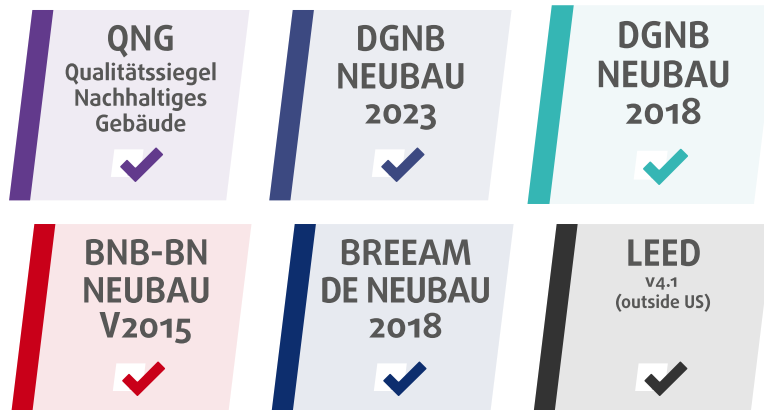 QNG
Qualitätssiegel
Nachhaltiges
Gebäude
DGNB
NEUBAU
2023
DGNB
NEUBAU
2018
BNB-BN
NEUBAU
V2015
BREEAM
DE NEUBAU
2018
LEED
v4.1
(outside US)